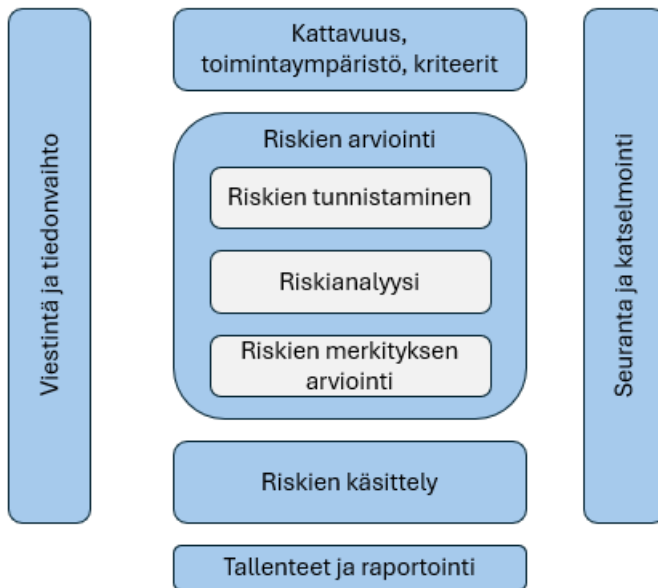 Kattavuus,
toimintaympäristö, kriteerit
Viestintä ja tiedonvaihto
Riskien arviointi
Riskien tunnistaminen
Riskianalyysi
Riskien merkityksen
arviointi
Seuranta ja katselmointi
Riskien käsittely
Tallenteet ja raportointi